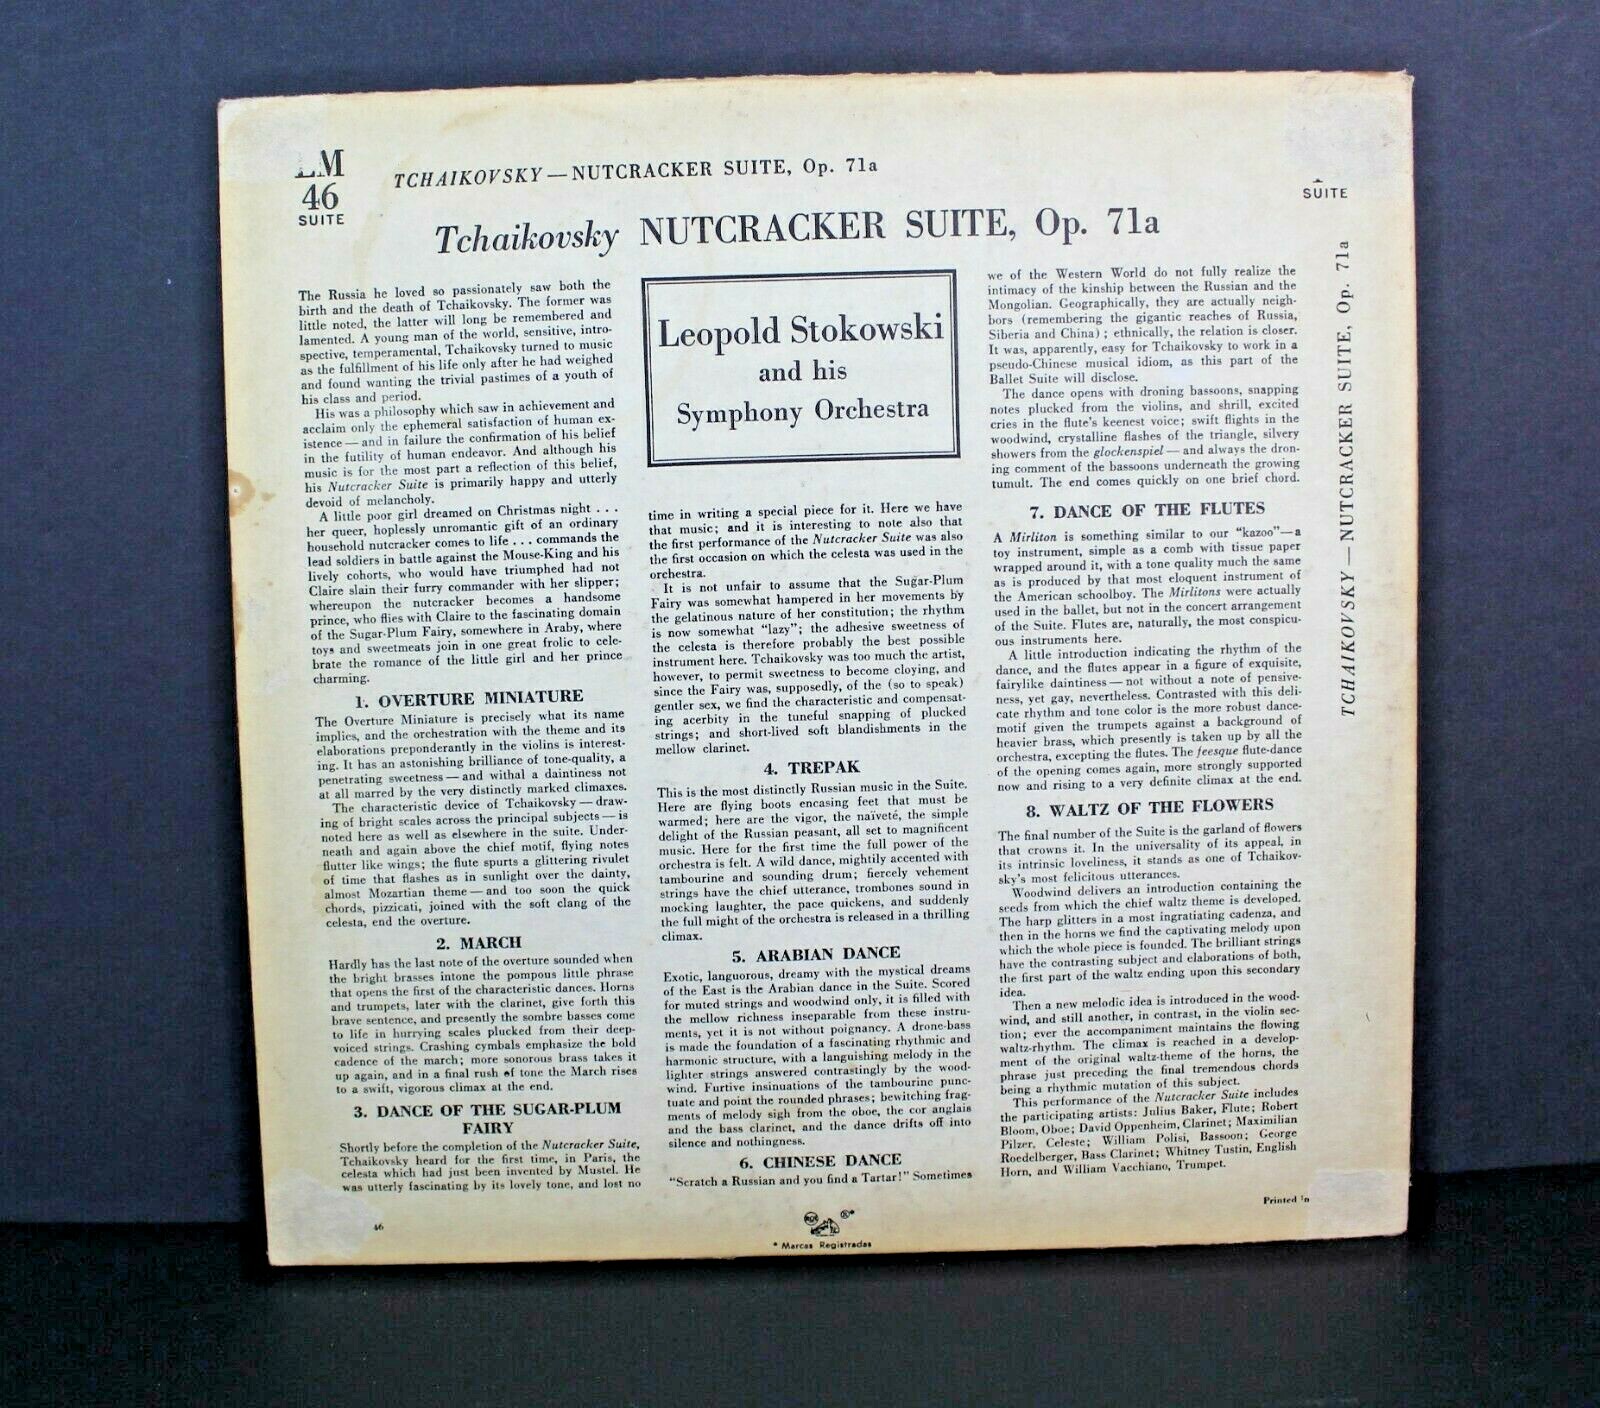 LM
46
SUITE
TCHAIKOVSKY—NUTCRACKER SUITE, Op. 71a
SUITE
Tchaikovsky NUTCRACKER SUITE, Op. 71a
The Russia he loved so passionately saw both the
birth and the death of Tchaikovsky. The former was
little noted, the latter will long be remembered and
lamented. A young man of the world, sensitive, intro-
spective, temperamental, Tchaikovsky turned to music
as the fulfillment of his life only after he had weighed
and found wanting the trivial pastimes of a youth of
his class and period.
His was a philosophy which saw in achievement and
acclaim only the ephemeral satisfaction of human ex-
istence — and in failure the confirmation of his belief
in the futility of human endeavor. And although his
music is for the most part a reflection of this belief,
his Nutcracker Suite is primarily happy and utterly
devoid of melancholy.
A little poor girl dreamed on Christmas night . . .
her queer, hoplessly unromantic gift of an ordinary
household nutcracker comes to life . . . commands the
lead soldiers in battle against the Mouse-King and his
lively cohorts, who would have triumphed had not
Claire slain their furry commander with her slipper;
whereupon the nutcracker becomes a handsome
prince, who flies with Claire to the fascinating domain
of the Sugar-Plum Fairy, somewhere in Araby, where
toys and sweetmeats join in one great frolic to cele-
brate the romance of the little girl and her prince
charming.
1. OVERTURE MINIATURE
The Overture Miniature is precisely what its name
implies, and the orchestration with the theme and its
elaborations preponderantly in the violins is interest-
ing. It has an astonishing brilliance of tone-quality, a
penetrating sweetness — and withal a daintiness not
at all marred by the very distinctly marked climaxes.
The characteristic device of Tchaikovsky — draw-
ing of bright scales across the principal subjects — is
noted here as well as elsewhere in the suite. Under-
neath and again above the chief motif, flying notes
flutter like wings; the flute spurts a glittering rivulet
of time that flashes as in sunlight over the dainty,
almost Mozartian theme — and too soon the quick
chords, pizzicati, joined with the soft clang of the
celesta, end the overture.
2. MARCH
Hardly has the last note of the overture sounded when
the bright brasses intone the pompous little phrase
that opens the first of the characteristic dances. Horns
and trumpets, later with the clarinet, give forth this
brave sentence, and presently the sombre basses come
to life in hurrying scales plucked from their deep-
voiced strings. Crashing cymbals emphasize the bold
cadence of the march; more sonorous brass takes it
up again, and in a final rush of tone the March rises
to a swift, vigorous climax at the end.
3. DANCE OF THE SUGAR-PLUM
FAIRY
Shortly before the completion of the Nutcracker Suite,
Tchaikovsky heard for the first time, in Paris, the
celesta which had just been invented by Mustel. He
was utterly fascinating by its lovely tone, and lost no
Leopold Stokowski
and his
Symphony Orchestra
time in writing a special piece for it. Here we have
that music; and it is interesting to note also that
the first performance of the Nutcracker Suite was also
the first occasion on which the celesta was used in the
orchestra.
It is not unfair to assume that the Sugar-Plum
Fairy was somewhat hampered in her movements by
the gelatinous nature of her constitution; the rhythm
is now somewhat "lazy"; the adhesive sweetness of
the celesta is therefore probably the best possible
instrument here. Tchaikovsky was too much the artist,
however, to permit sweetness to become cloying, and
since the Fairy was, supposedly, of the (so to speak)
gentler sex, we find the characteristic and compensat-
ing acerbity in the tuneful snapping of plucked
strings; and short-lived soft blandishments in the
mellow clarinet.
4. TREPAK
This is the most distinctly Russian music in the Suite.
Here are flying boots encasing feet that must be
warmed; here are the vigor, the naïveté, the simple
delight of the Russian peasant, all set to magnificent
music. Here for the first time the full power of the
orchestra is felt. A wild dance, mightily accented with
tambourine and sounding drum; fiercely vehement
strings have the chief utterance, trombones sound in
mocking laughter, the pace quickens, and suddenly
the full might of the orchestra is released in a thrilling
climax.
5. ARABIAN DANCE
Exotic, languorous, dreamy with the mystical dreams
of the East is the Arabian dance in the Suite. Scored
for muted strings and woodwind only, it is filled with
the mellow richness inseparable from these instru-
ments, yet it is not without poignancy. A drone-bass
is made the foundation of a fascinating rhythmic and
harmonic structure, with a languishing melody in the
lighter strings answered contrastingly by the wood-
wind. Furtive insinuations of the tambourine punc-
tuate and point the rounded phrases; bewitching frag-
ments of melody sigh from the oboe, the cor anglais
and the bass clarinet, and the dance drifts off into
silence and nothingness.
6. CHINESE DANCE
"Scratch a Russian and you find a Tartar!" Sometimes
we of the Western World do not fully realize the
intimacy of the kinship between the Russian and the
Mongolian. Geographically, they are actually neigh-
bors (remembering the gigantic reaches of Russia,
Siberia and China) ; ethnically, the relation is closer.
It was, apparently, easy for Tchaikovsky to work in a
pseudo-Chinese musical idiom, as this part of the
Ballet Suite will disclose.
The dance opens with droning bassoons, snapping
notes plucked from the violins, and shrill, excited
cries in the flute's keenest voice; swift flights in the
woodwind, crystalline flashes of the triangle, silvery
showers from the glockenspiel — and always the dron-
ing comment of the bassoons underneath the growing
tumult. The end comes quickly on one brief chord.
7. DANCE OF THE FLUTES
A Mirliton is something similar to our "kazoo"—a
toy instrument, simple as a comb with tissue paper
wrapped around it, with a tone quality much the same
as is produced by that most eloquent instrument of
the American schoolboy. The Mirlitons were actually
used in the ballet, but not in the concert arrangement
of the Suite. Flutes are, naturally, the most conspicu-
ous instruments here.
A little introduction indicating the rhythm of the
dance, and the flutes appear in a figure of exquisite,
fairylike daintiness — not without a note of pensive-
ness, yet gay, nevertheless. Contrasted with this deli-
cate rhythm and tone color is the more robust dance-
motif given the trumpets against a background of
heavier brass, which presently is taken up by all the
orchestra, excepting the flutes. The feesque flute-dance
of the opening comes again, more strongly supported
now and rising to a very definite climax at the end.
8. WALTZ OF THE FLOWERS
The final number of the Suite is the garland of flowers
that crowns it. In the universality of its appeal, in
its intrinsic loveliness, it stands as one of Tchaikov-
sky's most felicitous utterances.
Woodwind delivers an introduction containing the
seeds from which the chief waltz theme is developed.
The harp glitters in a most ingratiating cadenza, and
then in the horns we find the captivating melody upon
which the whole piece is founded. The brilliant strings
have the contrasting subject and elaborations of both,
the first part of the waltz ending upon this secondary
idea.
Then a new melodic idea is introduced in the wood-
wind, and still another, in contrast, in the violin sec-
tion; ever the accompaniment maintains the flowing
waltz-rhythm. The climax is reached in a develop-
ment of the original waltz-theme of the horns, the
phrase just preceding the final tremendous chords
being a rhythmic mutation of this subject.
This performance of the Nutcracker Suite includes
the participating artists: Julius Baker, Flute; Robert
Bloom, Oboe; David Oppenheim, Clarinet; Maximilian
Pilzer, Celeste; William Polisi, Bassoon; George
Roedelberger, Bass Clarinet; Whitney Tustin, English
Horn, and William Vacchiano, Trumpet.
TCHAIKOVSKY—NUTCRACKER SUITE, Op. 71a
46
RCA ®*
* Marcas Registradas
Printed in